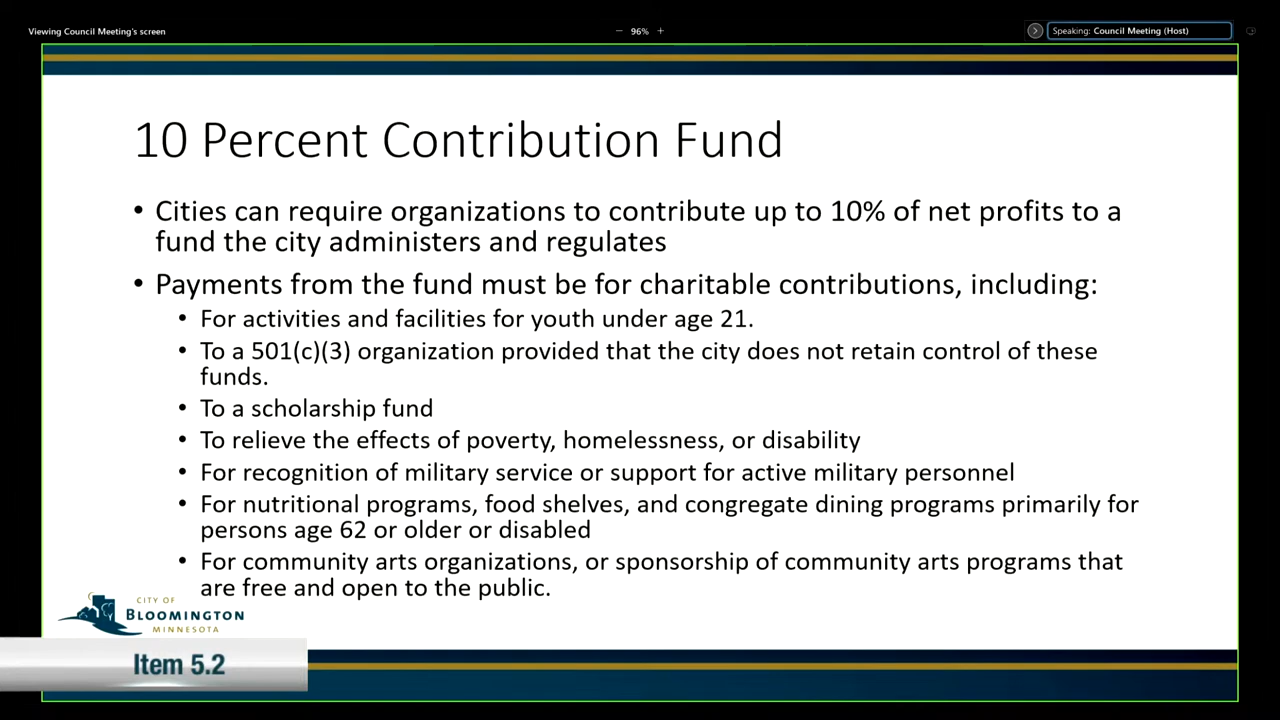 Viewing Council Meeting's screen
− 96% +
Speaking: Council Meeting (Host)
10 Percent Contribution Fund
• Cities can require organizations to contribute up to 10% of net profits to a
fund the city administers and regulates
• Payments from the fund must be for charitable contributions, including:
• For activities and facilities for youth under age 21.
• To a 501(c)(3) organization provided that the city does not retain control of these
funds.
• To a scholarship fund
• To relieve the effects of poverty, homelessness, or disability
• For recognition of military service or support for active military personnel
• For nutritional programs, food shelves, and congregate dining programs primarily for
persons age 62 or older or disabled
• For community arts organizations, or sponsorship of community arts programs that
are free and open to the public.
CITY OF
BLOOMINGTON
MINNESOTA
Item 5.2